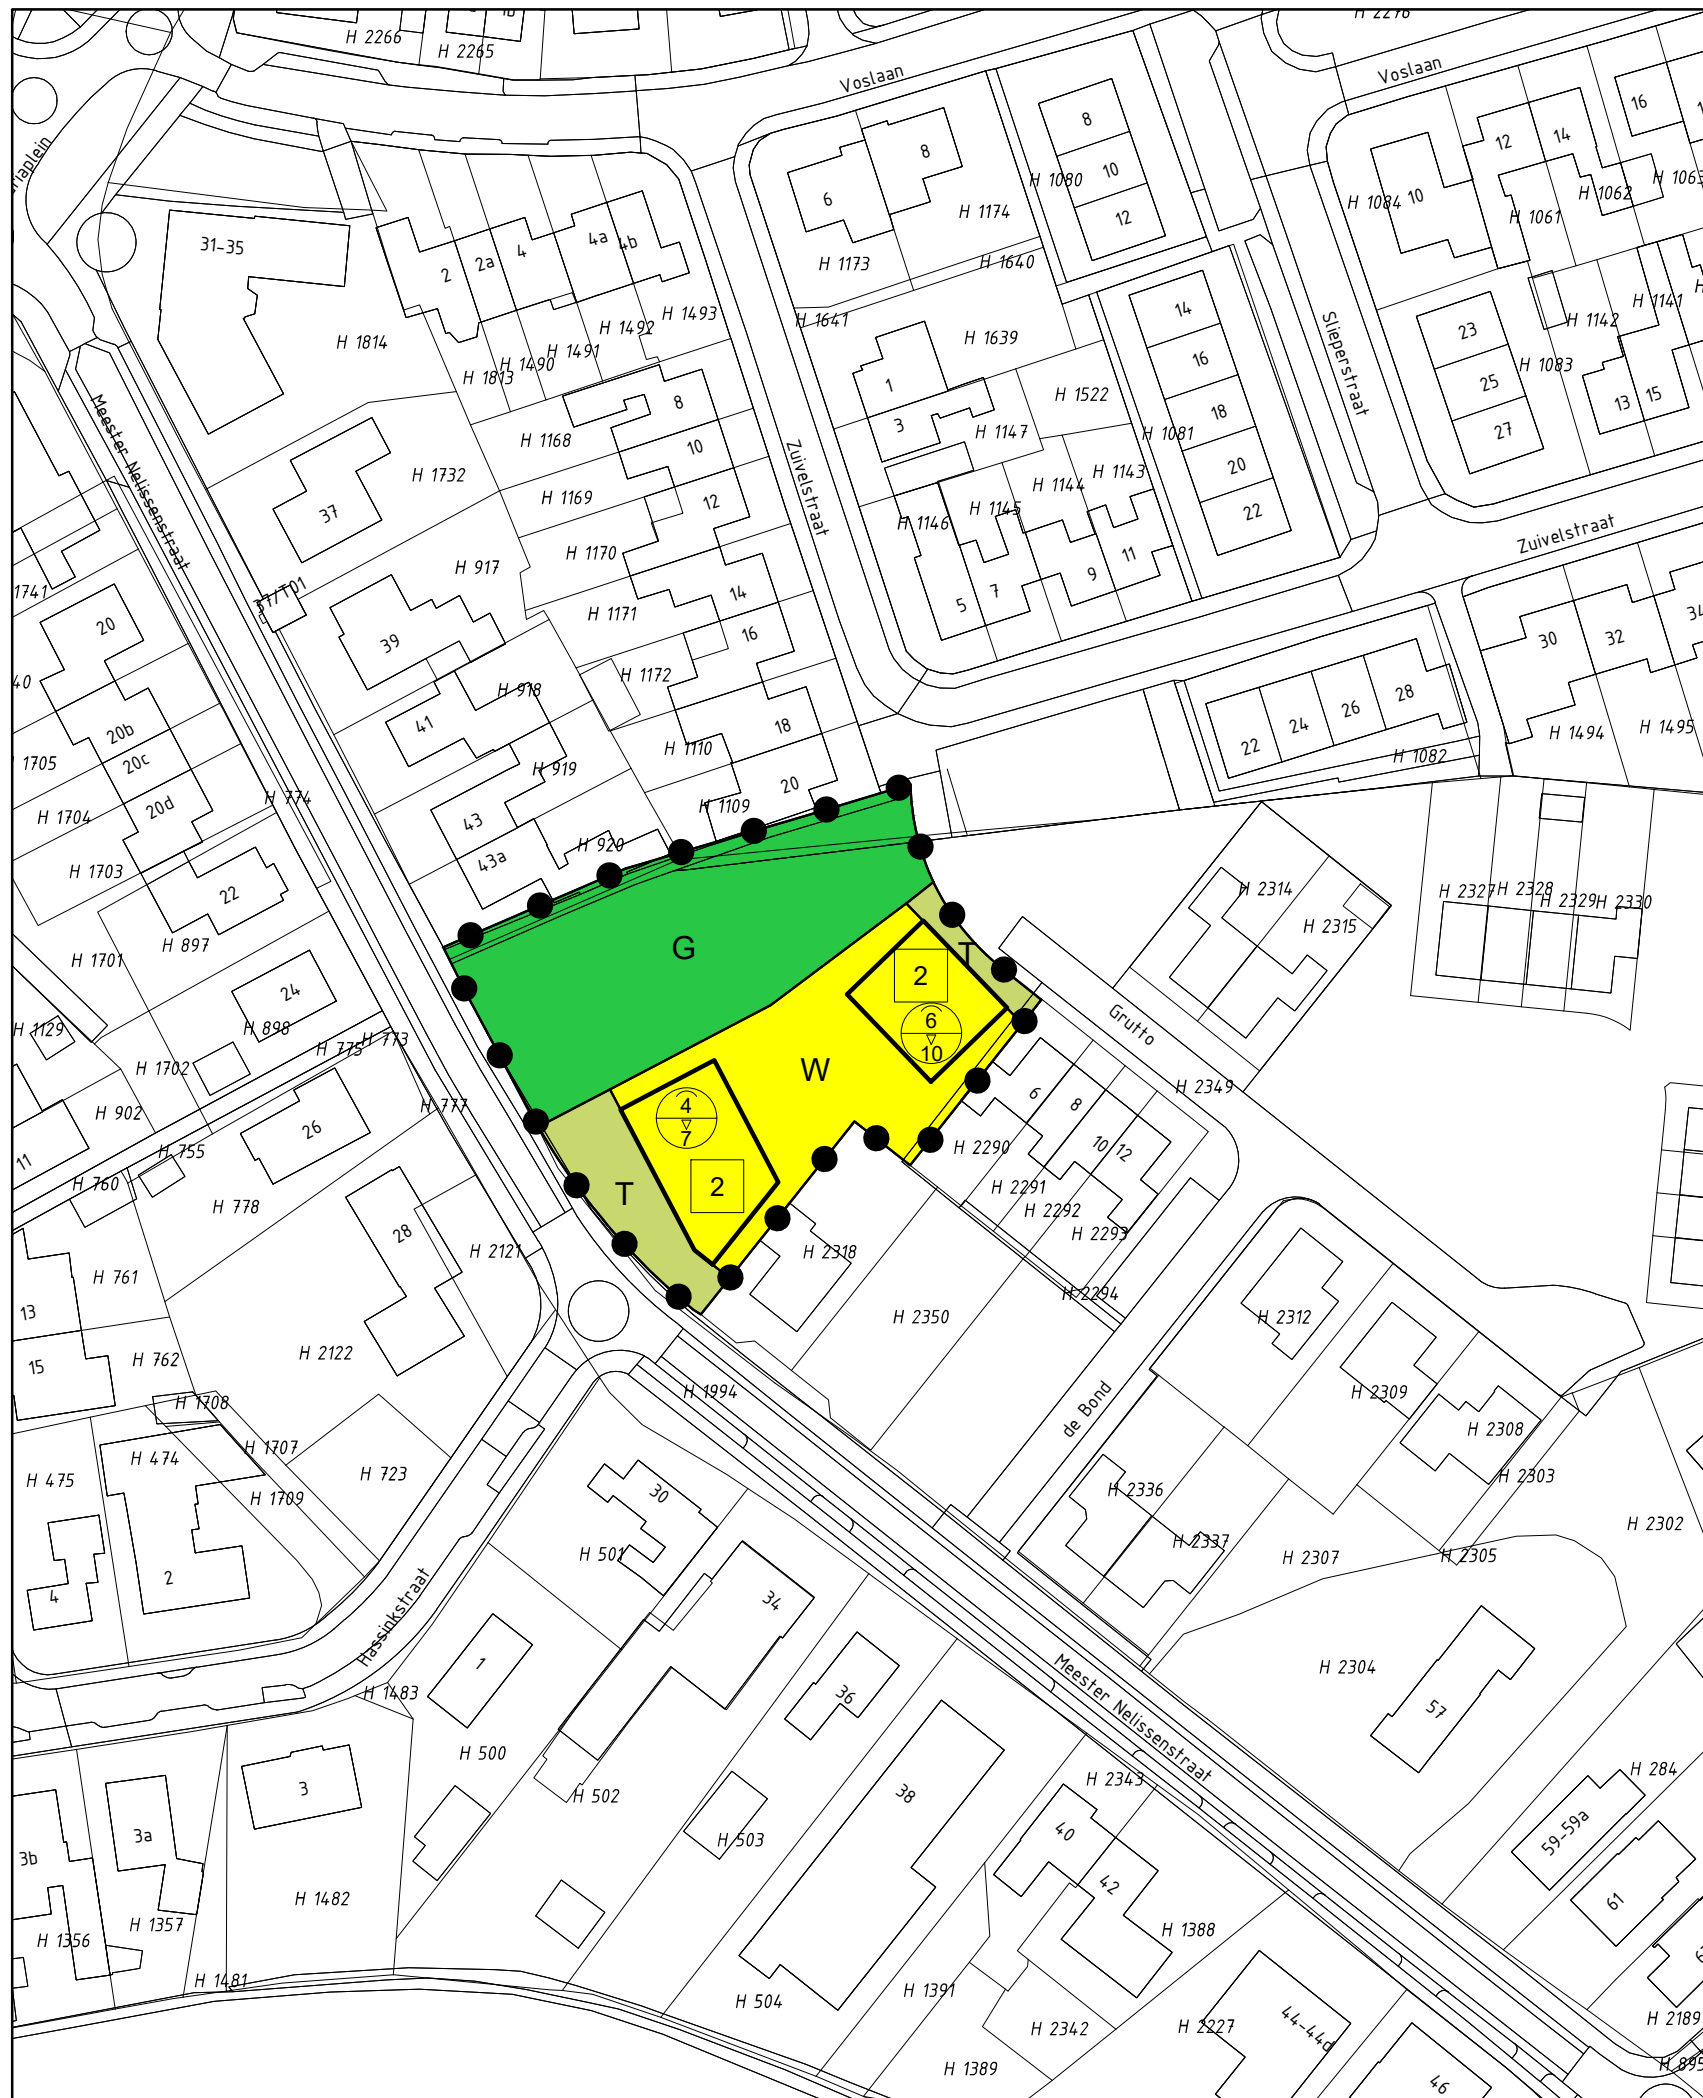 H 2266
H 2265
1b
H 2276
Voslaan
Voslaan
8
8
6
10
12
H 1080
H 1174
H 1173
H 1640
H 1641
H 1639
16
12
14
10
H 1084
H 1061
H 1062
H 1063
31-35
2
2a
4
4a
4b
H 1493
H 1492
H 1491
H 1490
H 1813
H 1814
14
16
18
20
22
Slieperstraat
23
25
27
H 1142
H 1141
H 1083
13
15
1
3
H 1522
H 1147
H 1081
H 1143
H 1144
H 1145
H 1146
5
7
9
11
Meester Nelissenstraat
8
H 1168
10
H 1169
12
H 1170
H 1171
14
16
H 1172
18
H 1110
20
H 1109
Zuivelstraat
Zuivelstraat
H 1732
37
H 917
37/T01
39
H 918
41
H 919
43
43a
H 920
30
32
34
22
24
26
28
H 1082
H 1494
H 1495
1741
20
20b
20c
20d
40
1705
H 1704
H 1703
H 774
22
H 897
H 1701
24
H 898
H 1129
H 1702
H 775
H 773
H 902
H 777
11
26
H 755
H 760
H 778
28
H 2121
H 761
13
15
H 762
H 2122
G
T
2
6
10
W
4
7
2
T
Grutto
H 2314
H 2315
H 2327
H 2328
H 2329
H 2330
H 2349
6
8
10
12
H 2290
H 2291
H 2292
H 2293
H 2294
H 2318
H 2350
H 2312
H 2309
H 2308
H 2303
H 2302
H 1994
de Bond
H 2336
H 2337
H 2307
H 2305
H 2304
H 1708
H 1707
H 474
H 475
H 1709
H 723
2
4
Hassinkstraat
30
H 501
34
1
36
H 1483
H 500
H 502
3
3a
3b
H 1482
H 1357
H 1356
H 1481
H 503
38
H 504
Meester Nelissenstraat
57
H 284
59-59a
61
H 2343
40
42
H 1388
H 1391
H 2342
H 1389
H 2227
44-44d
46
H 2189
H 895